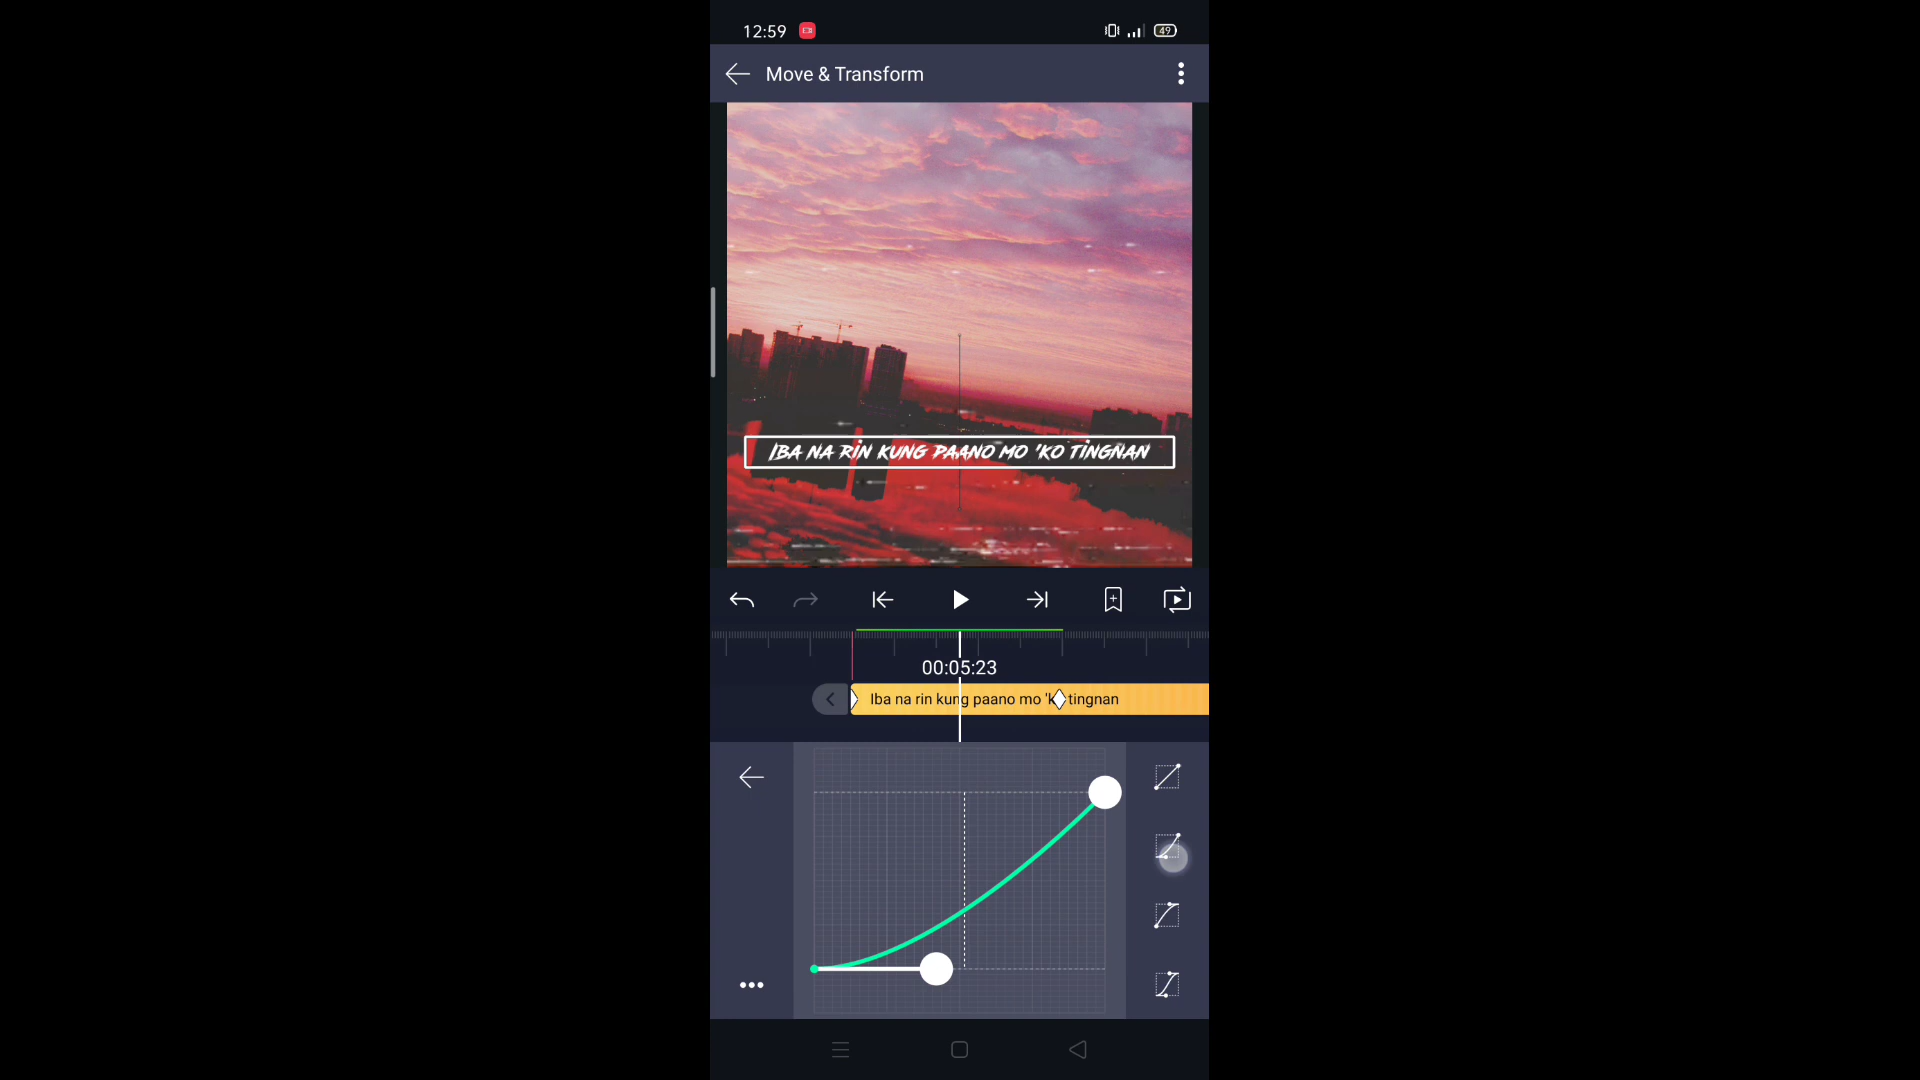 12:59
49
Move & Transform
IBA NA RIN KUNG PAANO MO 'KO TINGNAN
00:05:23
Iba na rin kung paano mo 'k tingnan